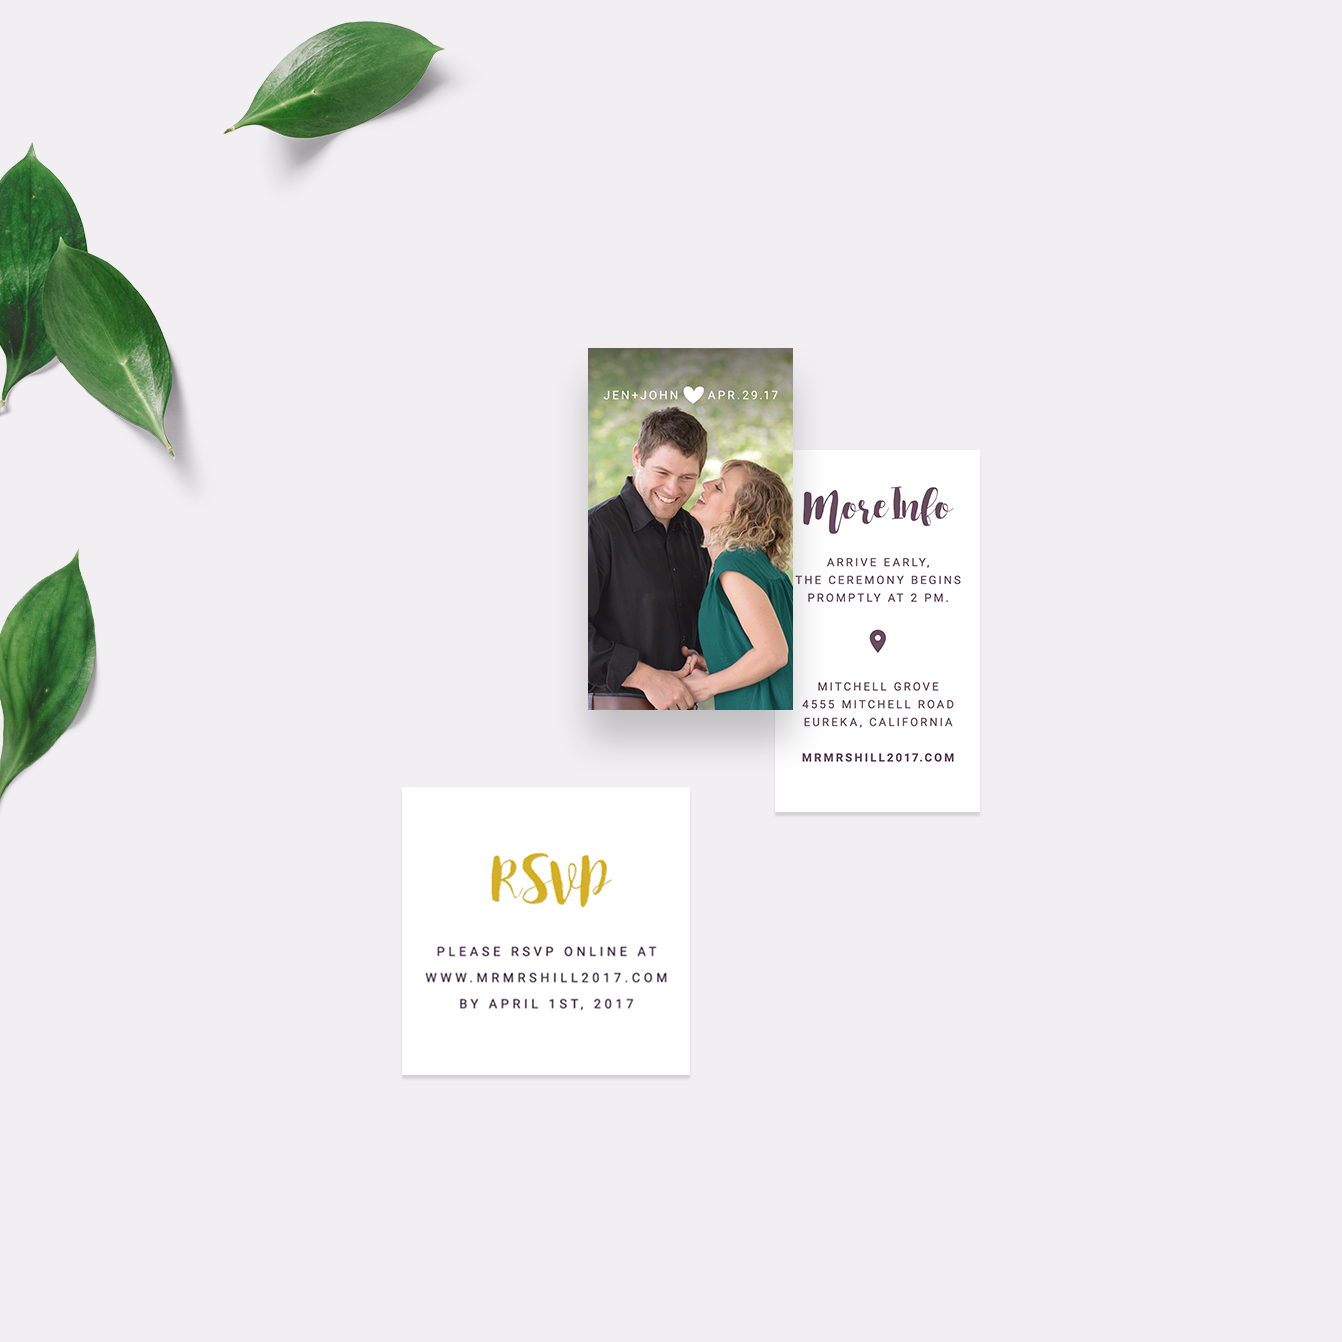 JEN+JOHN APR.29.17
More Info
ARRIVE EARLY,
THE CEREMONY BEGINS
PROMPTLY AT 2 PM.
MITCHELL GROVE
4555 MITCHELL ROAD
EUREKA, CALIFORNIA
MRMRSHILL2017.COM
RSVP
PLEASE RSVP ONLINE AT
WWW.MRMRSHILL2017.COM
BY APRIL 1ST, 2017